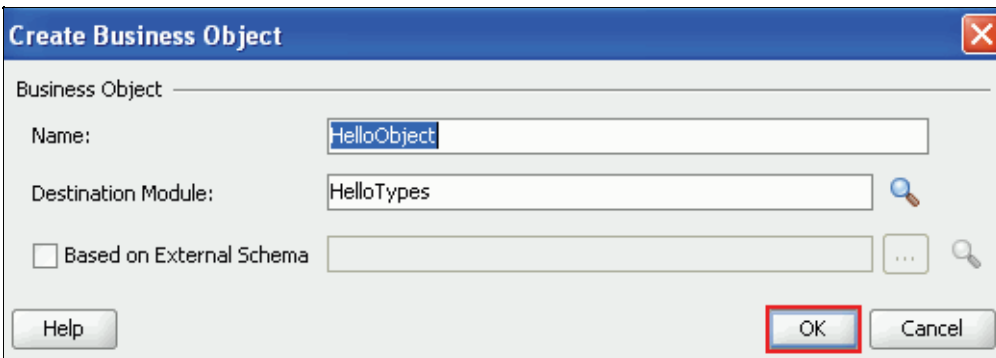 Create Business Object
Business Object
Name: HelloObject
Destination Module: HelloTypes
Based on External Schema ...
Help OK Cancel